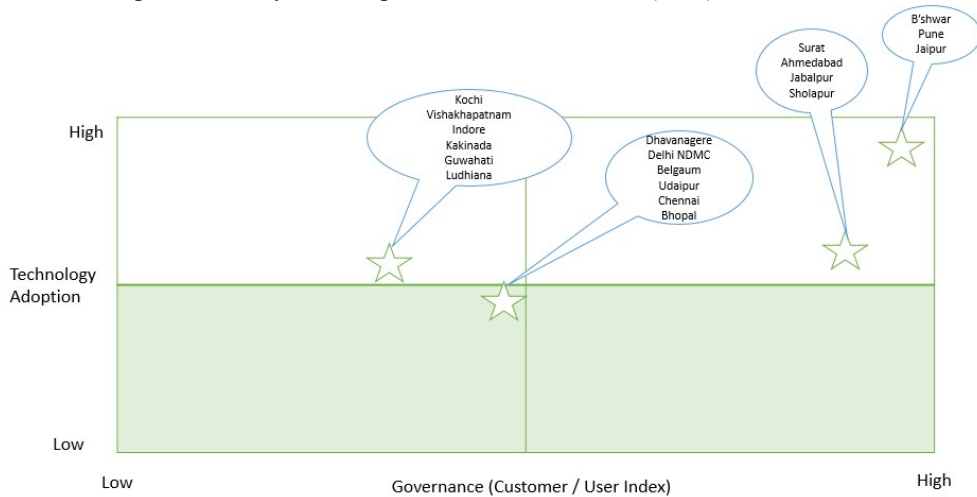 B'shwar
Pune
Jaipur
Surat
Ahmedabad
Jabalpur
Sholapur
Kochi
Vishakhapatnam
Indore
Kakinada
Guwahati
Ludhiana
Dhavanagere
Delhi NDMC
Belgaum
Udaipur
Chennai
Bhopal
High
Technology
Adoption
Low
Low
Governance (Customer / User Index)
High